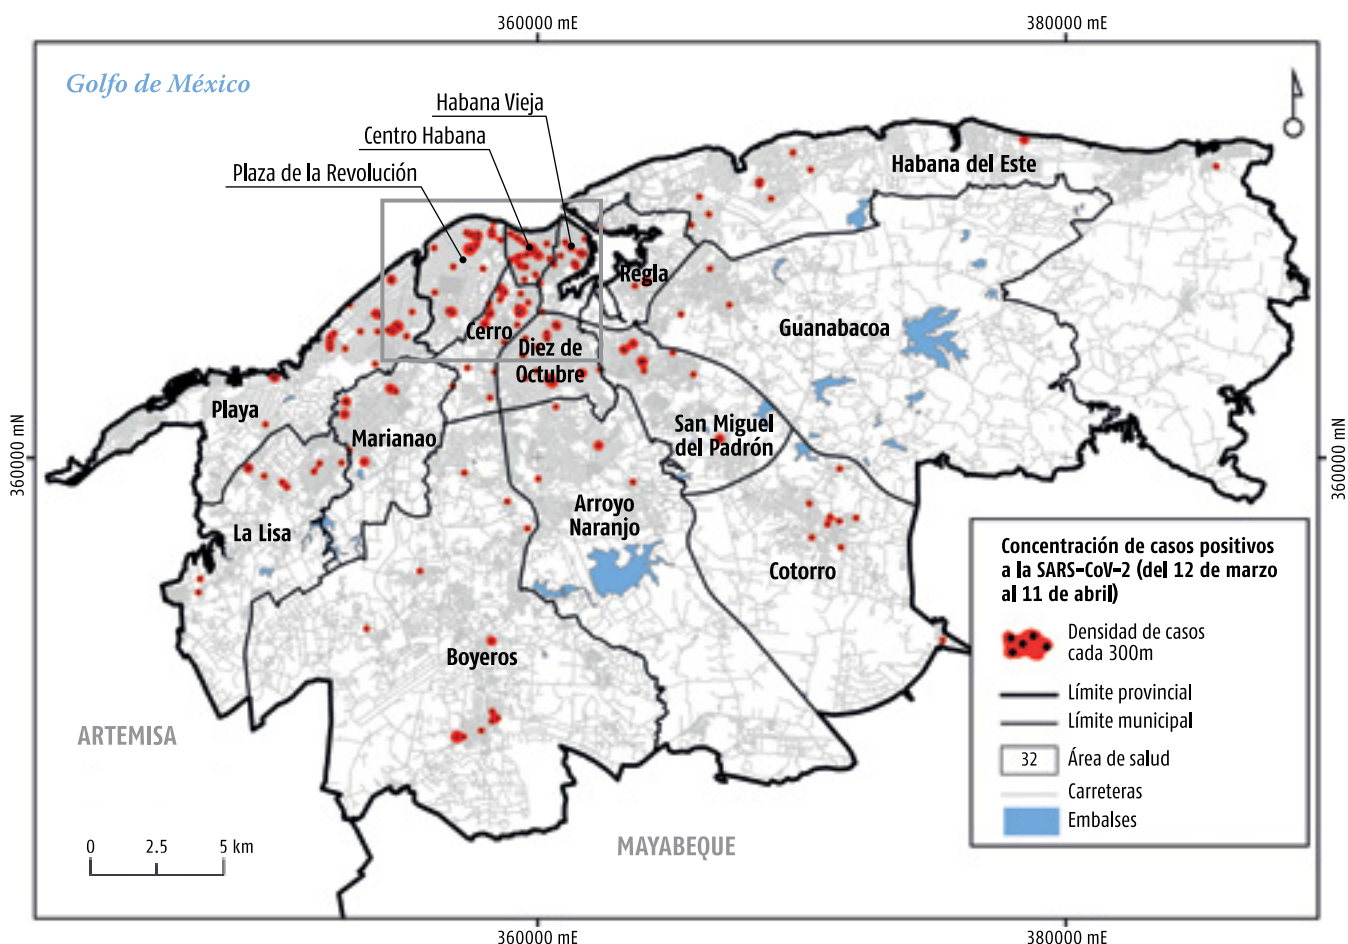 360000 mE
380000 mE
Golfo de México
Habana Vieja
Centro Habana
Plaza de la Revolución
Habana del Este
Regla
Guanabacoa
Cerro
Diez de
Octubre
Playa
Marianao
San Miguel
del Padrón
360000 mN
360000 mN
La Lisa
Arroyo
Naranjo
Cotorro
Boyeros
ARTEMISA
MAYABEQUE
Concentración de casos positivos
a la SARS-CoV-2 (del 12 de marzo
al 11 de abril)
Densidad de casos
cada 300m
Límite provincial
Límite municipal
32
Área de salud
Carreteras
Embalses
0 2.5 5 km
360000 mE
380000 mE